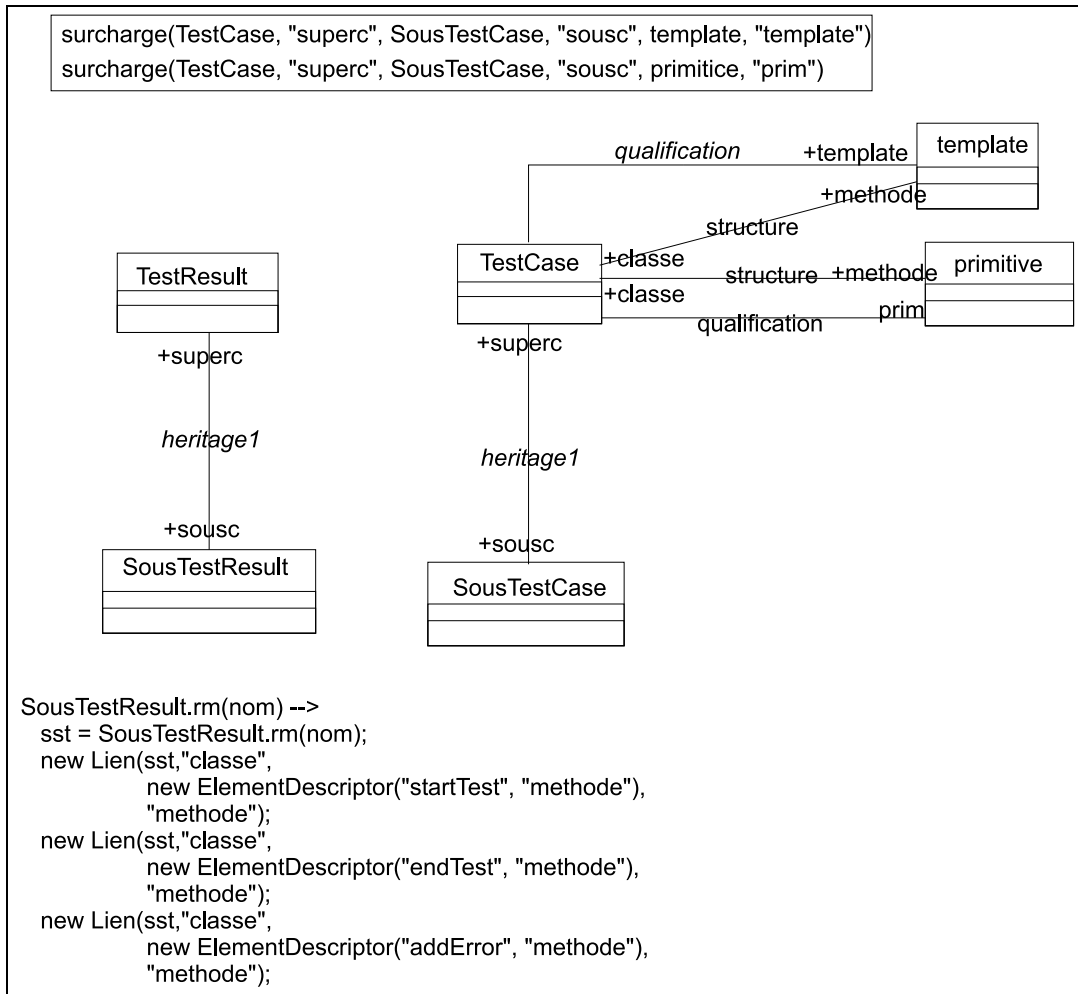 surcharge(TestCase, "superc", SousTestCase, "sousc", template, "template")
surcharge(TestCase, "superc", SousTestCase, "sousc", primitice, "prim")
qualification
+template
template
+methode
structure
TestResult
TestCase
+classe
structure
+methode
primitive
+classe
prim
qualification
+superc
+superc
heritage1
heritage1
+sousc
+sousc
SousTestResult
SousTestCase
SousTestResult.rm(nom) -->
sst = SousTestResult.rm(nom);
new Lien(sst,"classe",
new ElementDescriptor("startTest", "methode"),
"methode");
new Lien(sst,"classe",
new ElementDescriptor("endTest", "methode"),
"methode");
new Lien(sst,"classe",
new ElementDescriptor("addError", "methode"),
"methode");